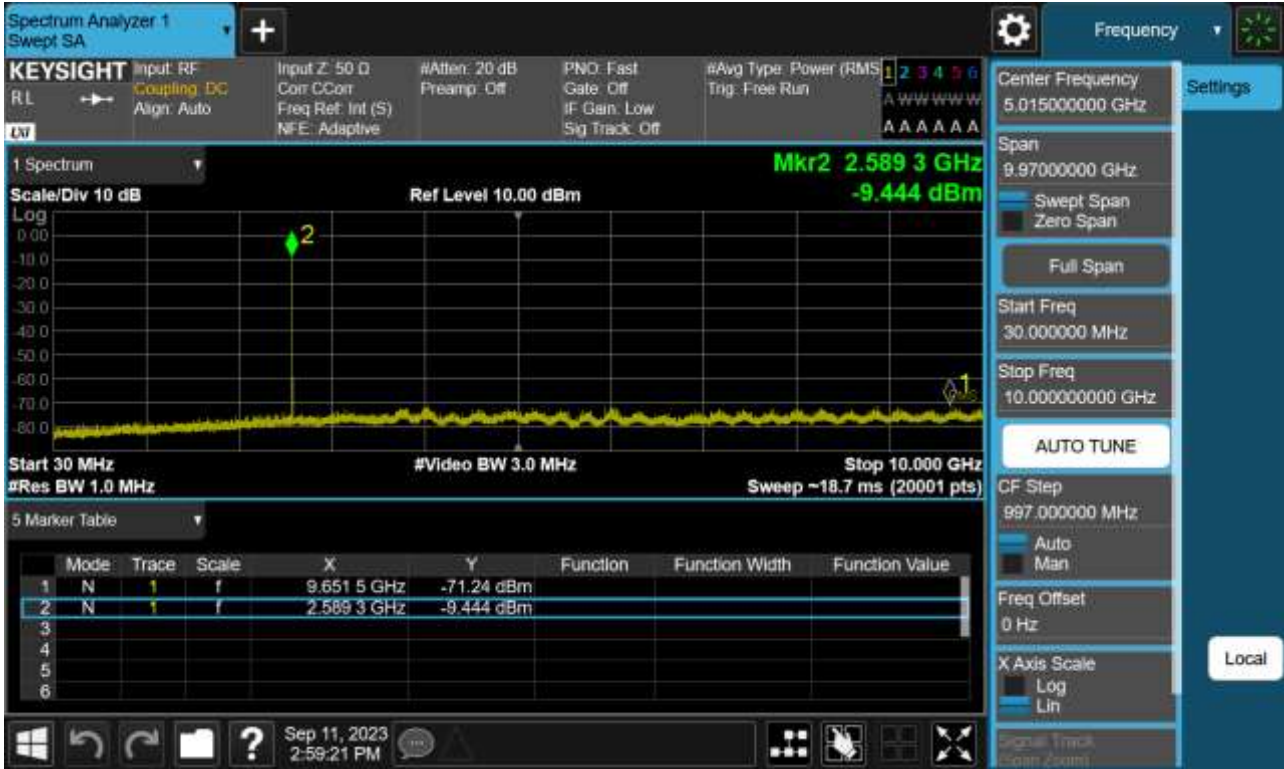 Spectrum Analyzer 1
Swept SA
Frequency
KEYSIGHT
RL
LXI
Input: RF
Coupling: DC
Align: Auto
Input Z: 50 Ω
Corr CCorr
Freq Ref: Int (S)
NFE: Adaptive
#Atten: 20 dB
Preamp: Off
PNO: Fast
Gate: Off
IF Gain: Low
Sig Track: Off
#Avg Type: Power (RMS
Trig: Free Run
1 2 3 4 5 6
A W W W W W
A A A A A A
1 Spectrum
Scale/Div 10 dB
Ref Level 10.00 dBm
Mkr2 2.589 3 GHz
-9.444 dBm
Log
0.00
-10.0
-20.0
-30.0
-40.0
-50.0
-60.0
-70.0
-80.0
2
1
Start 30 MHz
#Video BW 3.0 MHz
Stop 10.000 GHz
#Res BW 1.0 MHz
Sweep ~18.7 ms (20001 pts)
5 Marker Table
Mode Trace Scale X Y Function Function Width Function Value
1 N 1 f 9.651 5 GHz -71.24 dBm
2 N 1 f 2.589 3 GHz -9.444 dBm
3
4
5
6
Sep 11, 2023
2:59:21 PM
Center Frequency
5.015000000 GHz
Settings
Span
9.97000000 GHz
Swept Span
Zero Span
Full Span
Start Freq
30.000000 MHz
Stop Freq
10.000000000 GHz
AUTO TUNE
CF Step
997.000000 MHz
Auto
Man
Freq Offset
0 Hz
X Axis Scale
Log
Lin
Local
Signal Track
(Span Zoom)